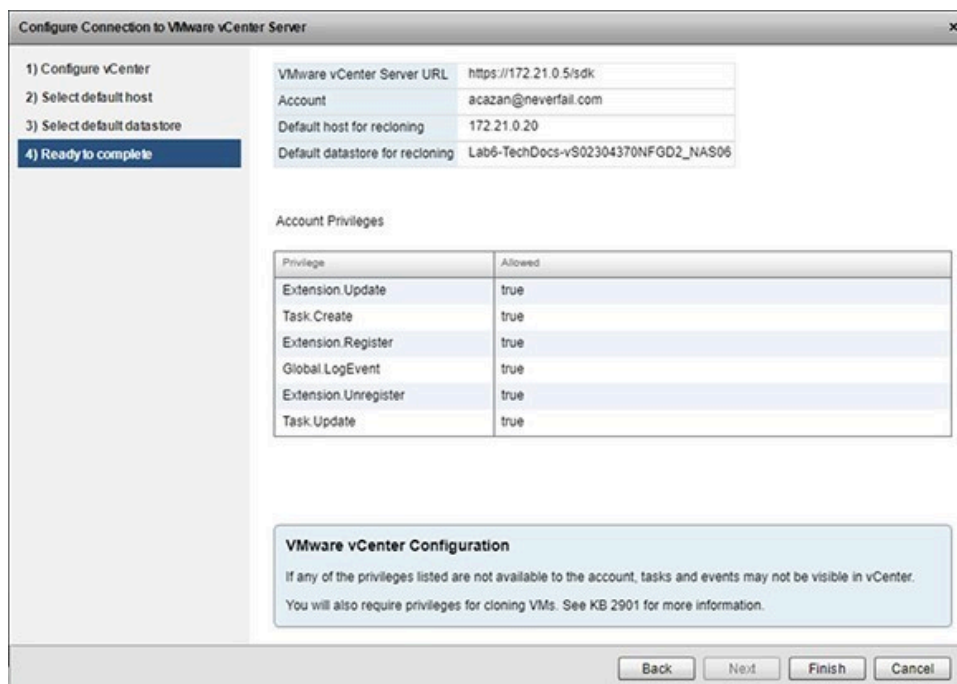 Configure Connection to VMware vCenter Server
x
1) Configure vCenter
2) Select default host
3) Select default datastore
4) Ready to complete
VMware vCenter Server URL https://172.21.0.5/sdk
Account acazan@neverfail.com
Default host for recloning 172.21.0.20
Default datastore for recloning Lab6-TechDocs-vS02304370NFGD2_NAS06
Account Privileges
Privilege Allowed
Extension.Update true
Task.Create true
Extension.Register true
Global.LogEvent true
Extension.Unregister true
Task.Update true
VMware vCenter Configuration
If any of the privileges listed are not available to the account, tasks and events may not be visible in vCenter.
You will also require privileges for cloning VMs. See KB 2901 for more information.
Back Next Finish Cancel